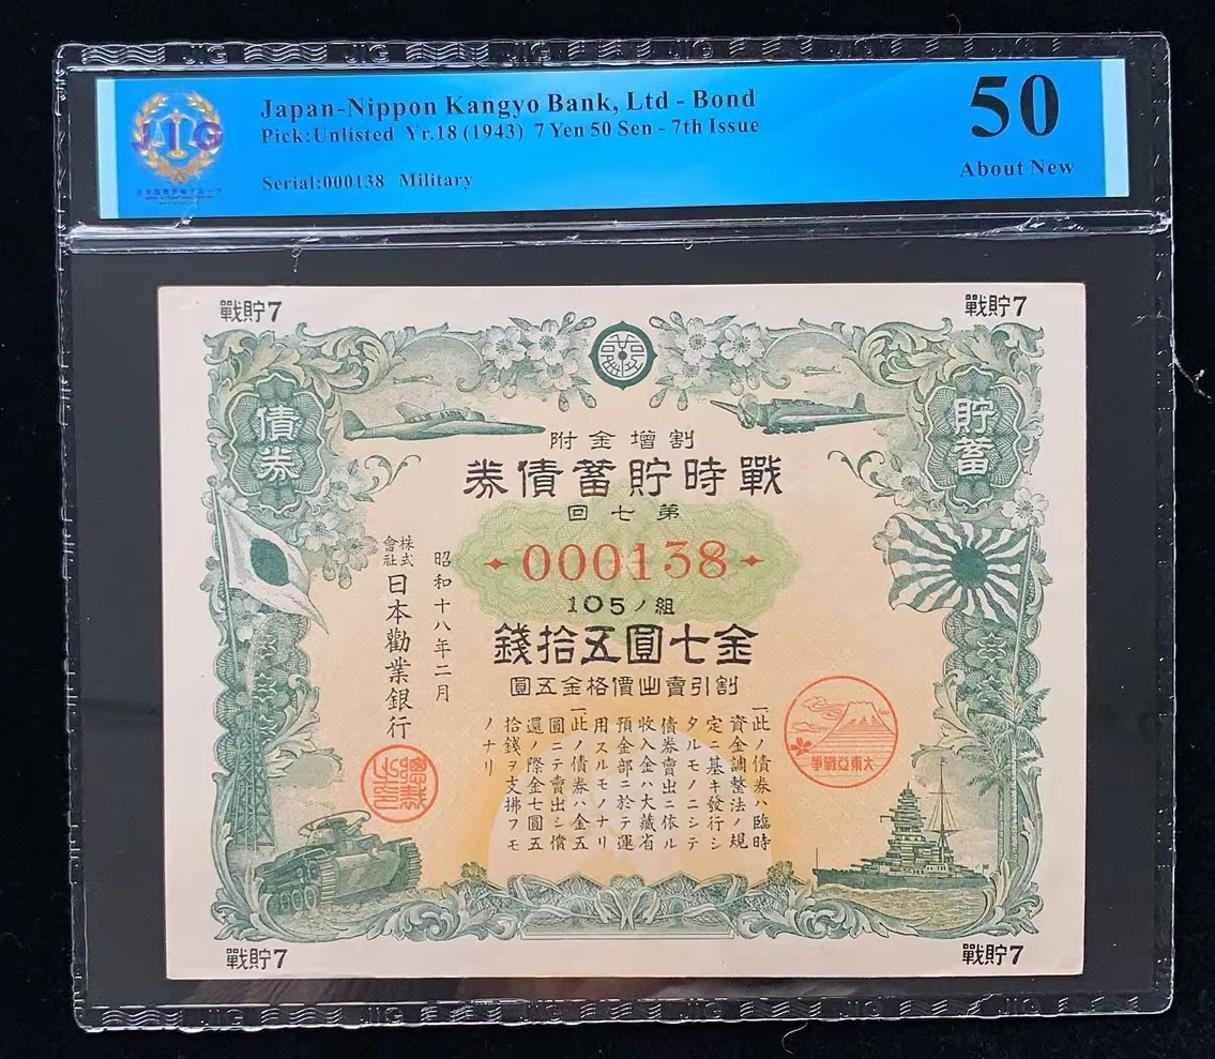 JIG
Japan-Nippon Kangyo Bank, Ltd - Bond
Pick:Unlisted Yr.18 (1943) 7 Yen 50 Sen - 7th Issue
Serial:000138 Military
50
About New
戰貯7
戰貯7
債券
貯蓄
附金增割
券債蓄貯時戰
回七第
000138
105ノ組
錢拾五圓七金
圓五金格價出賣引割
一此ノ債券ハ臨時
資金調整法ノ規
定ニ基キ發行シ
タルモノニシテ
債券賣出ニ依ル
收入金ハ大藏省
預金部ニ於テ運
用スルモノナリ
一此ノ債券ハ金五
圓ニテ賣出シ償
還ノ際金七圓五
拾錢ヲ支拂フモ
ノナリ
昭和十八年二月
株式會社日本勸業銀行
總裁之印
爭戰亞東大
戰貯7
戰貯7